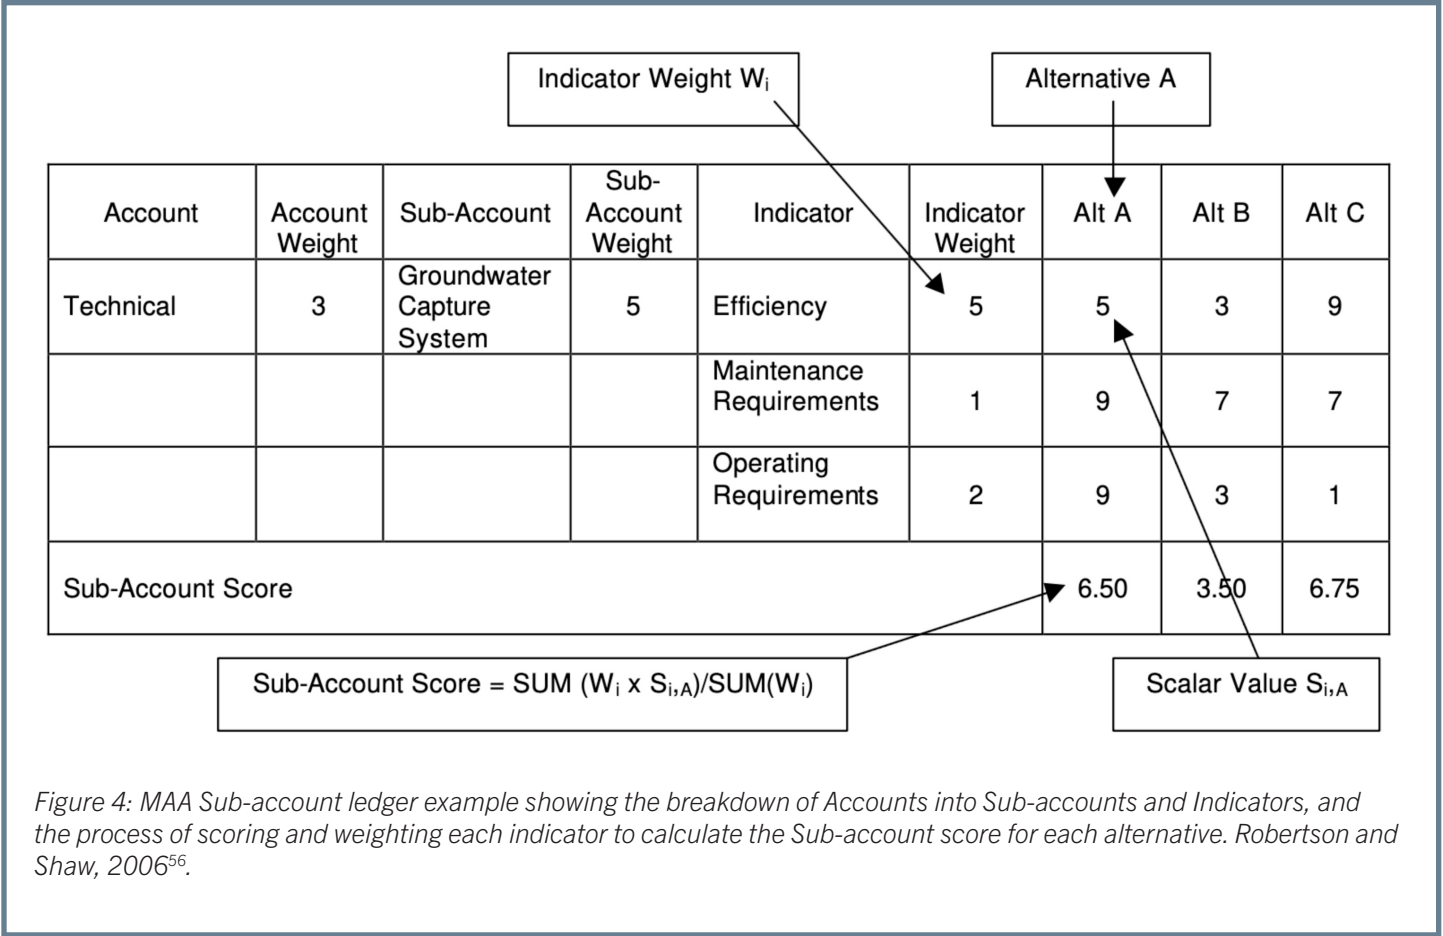 Indicator Weight Wi
Alternative A
Account
Account
Weight
Sub-Account
Sub-
Account
Weight
Indicator
Indicator
Weight
Alt A
Alt B
Alt C
Technical
3
Groundwater
Capture
System
5
Efficiency
5
5
3
9
Maintenance
Requirements
1
9
7
7
Operating
Requirements
2
9
3
1
Sub-Account Score
6.50
3.50
6.75
Sub-Account Score = SUM (Wi x Si,A)/SUM(Wi)
Scalar Value Si,A
Figure 4: MAA Sub-account ledger example showing the breakdown of Accounts into Sub-accounts and Indicators, and
the process of scoring and weighting each indicator to calculate the Sub-account score for each alternative. Robertson and
Shaw, 200656.